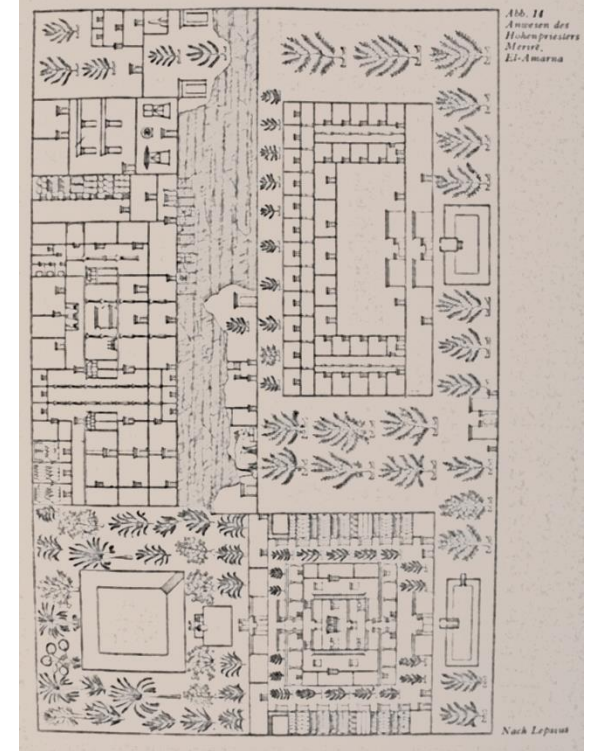 Abb. 14
Anwesen des
Hohenpriesters
Merirê,
El-Amarna
Nach Lepsius